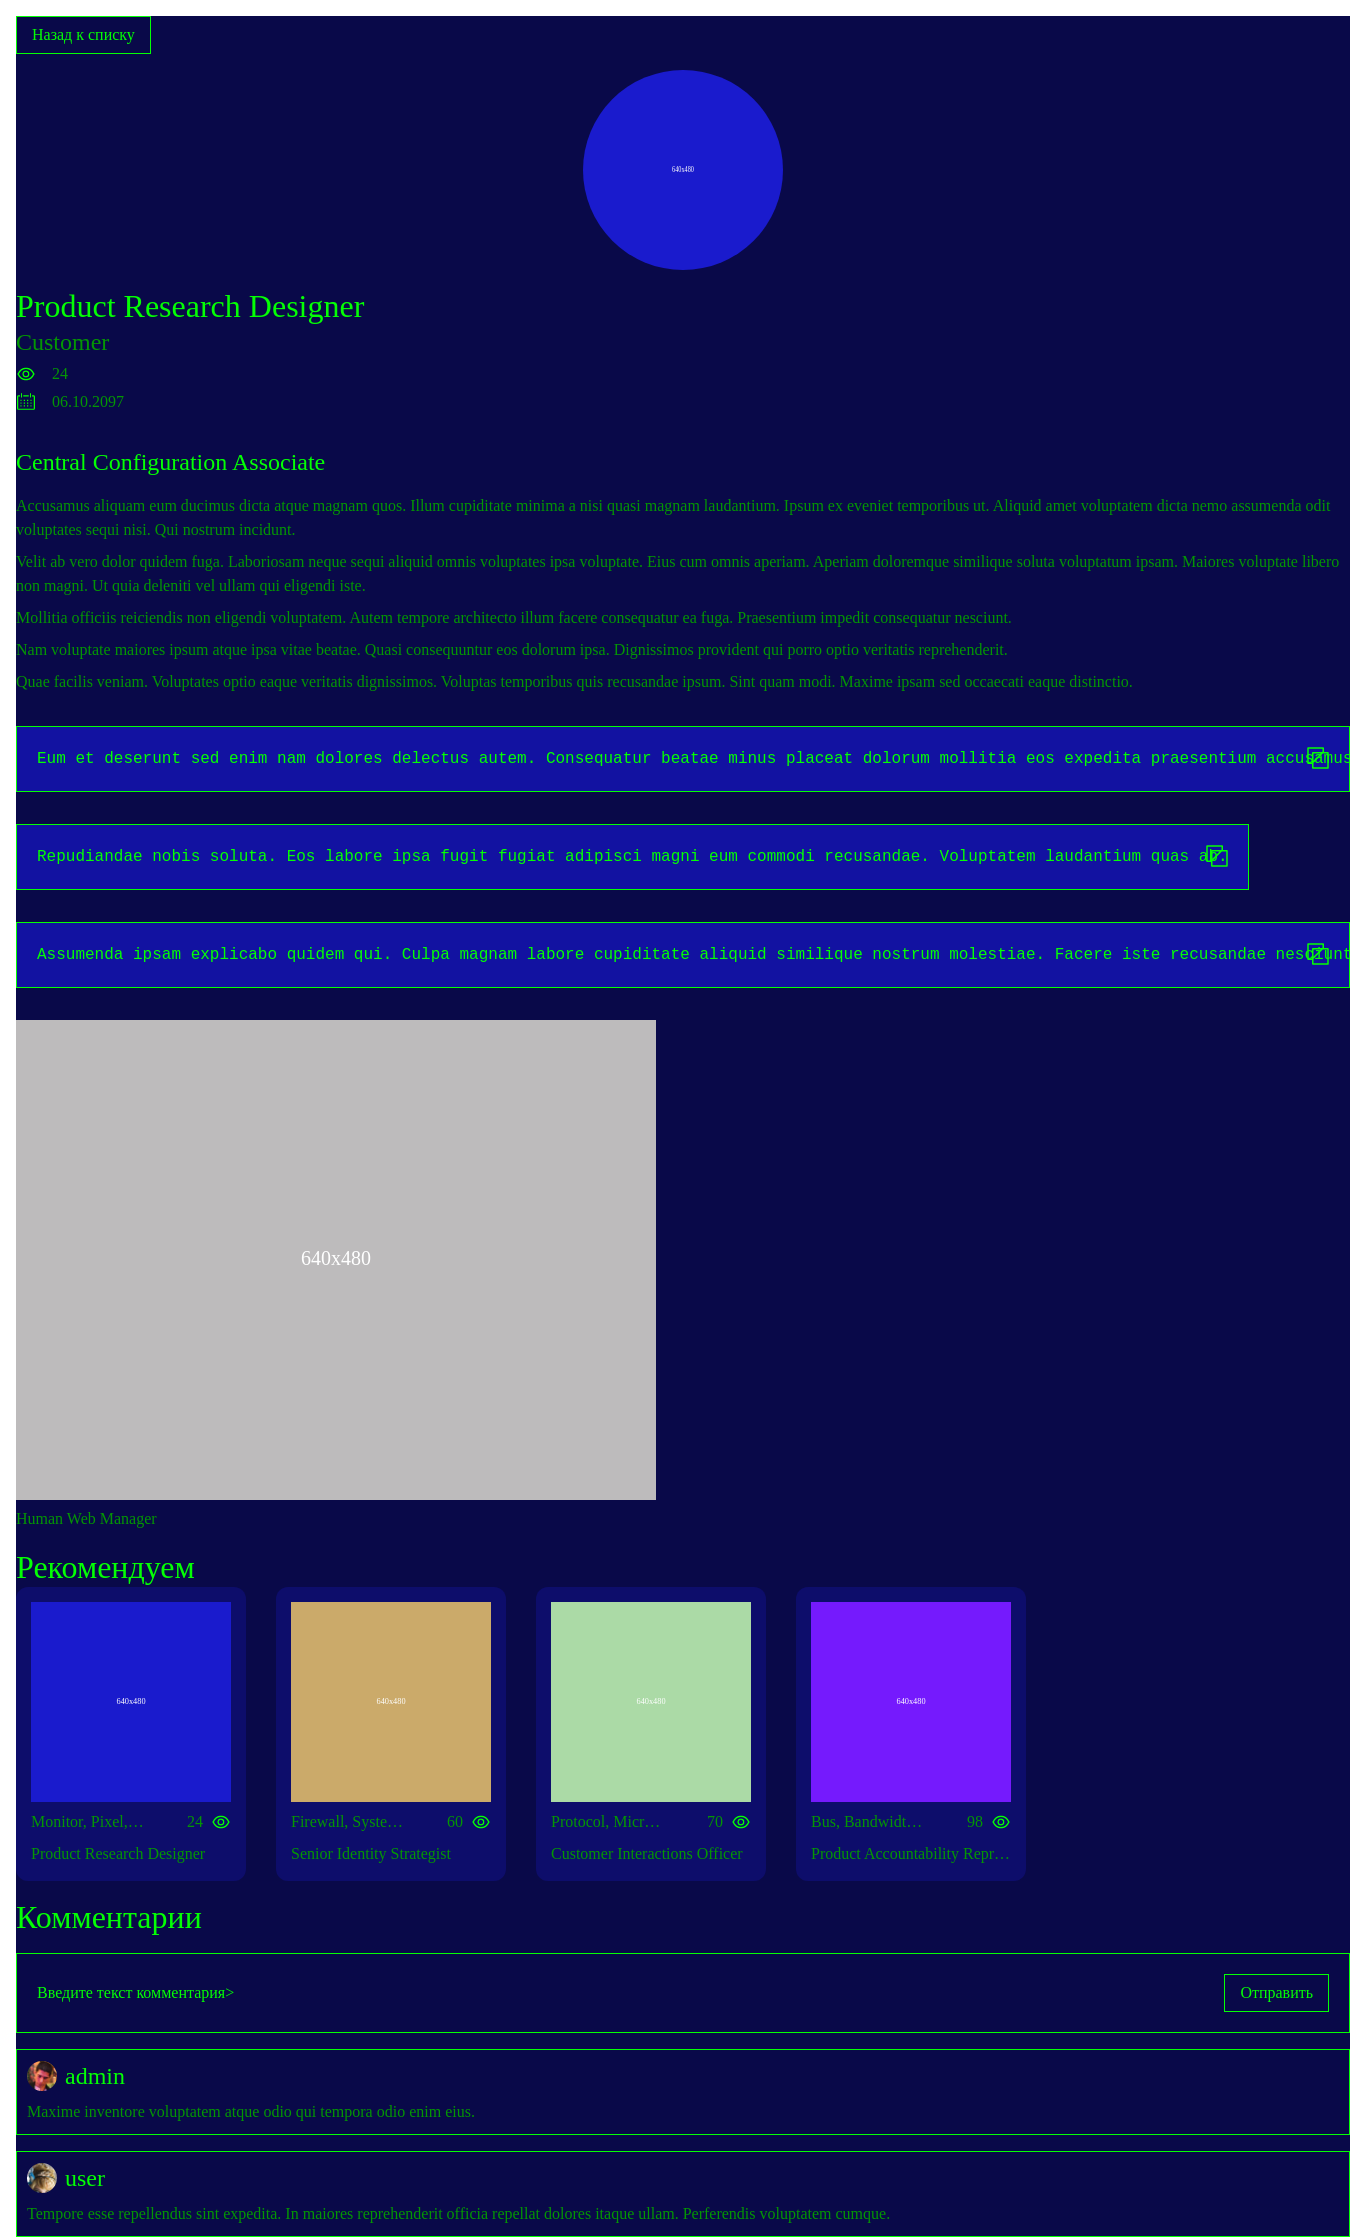 Назад к списку
640x480
Product Research Designer
Customer
24
06.10.2097
Central Configuration Associate
Accusamus aliquam eum ducimus dicta atque magnam quos. Illum cupiditate minima a nisi quasi magnam laudantium. Ipsum ex eveniet temporibus ut. Aliquid amet voluptatem dicta nemo assumenda odit
voluptates sequi nisi. Qui nostrum incidunt.
Velit ab vero dolor quidem fuga. Laboriosam neque sequi aliquid omnis voluptates ipsa voluptate. Eius cum omnis aperiam. Aperiam doloremque similique soluta voluptatum ipsam. Maiores voluptate libero
non magni. Ut quia deleniti vel ullam qui eligendi iste.
Mollitia officiis reiciendis non eligendi voluptatem. Autem tempore architecto illum facere consequatur ea fuga. Praesentium impedit consequatur nesciunt.
Nam voluptate maiores ipsum atque ipsa vitae beatae. Quasi consequuntur eos dolorum ipsa. Dignissimos provident qui porro optio veritatis reprehenderit.
Quae facilis veniam. Voluptates optio eaque veritatis dignissimos. Voluptas temporibus quis recusandae ipsum. Sint quam modi. Maxime ipsam sed occaecati eaque distinctio.
Eum et deserunt sed enim nam dolores delectus autem. Consequatur beatae minus placeat dolorum mollitia eos expedita praesentium accusamus
Repudiandae nobis soluta. Eos labore ipsa fugit fugiat adipisci magni eum commodi recusandae. Voluptatem laudantium quas ab.
Assumenda ipsam explicabo quidem qui. Culpa magnam labore cupiditate aliquid similique nostrum molestiae. Facere iste recusandae nesciunt
640x480
Human Web Manager
Рекомендуем
640x480
Monitor, Pixel,… 24
Product Research Designer
640x480
Firewall, Syste… 60
Senior Identity Strategist
640x480
Protocol, Micr… 70
Customer Interactions Officer
640x480
Bus, Bandwidt… 98
Product Accountability Repr…
Комментарии
Введите текст комментария>
Отправить
admin
Maxime inventore voluptatem atque odio qui tempora odio enim eius.
user
Tempore esse repellendus sint expedita. In maiores reprehenderit officia repellat dolores itaque ullam. Perferendis voluptatem cumque.